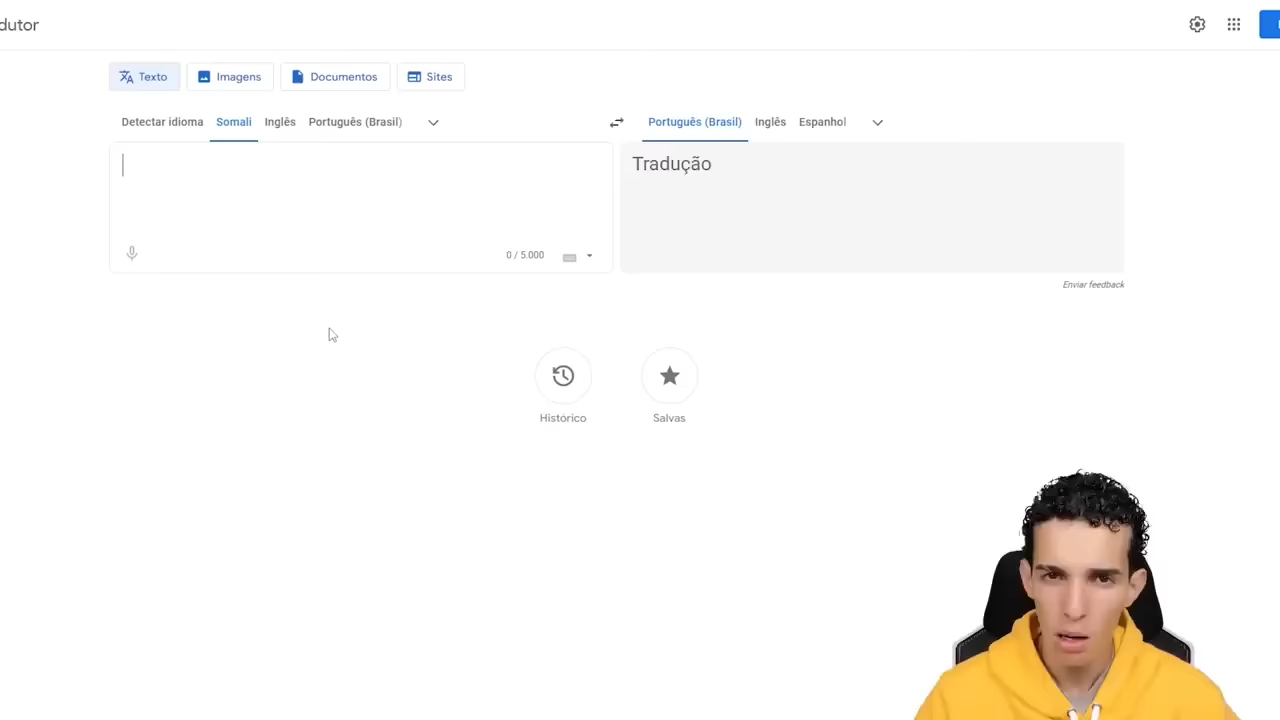 dutor
Texto
Imagens
Documentos
Sites
Detectar idioma
Somali
Inglês
Português (Brasil)
Português (Brasil)
Inglês
Espanhol
Tradução
0 / 5.000
Enviar feedback
Histórico
Salvas